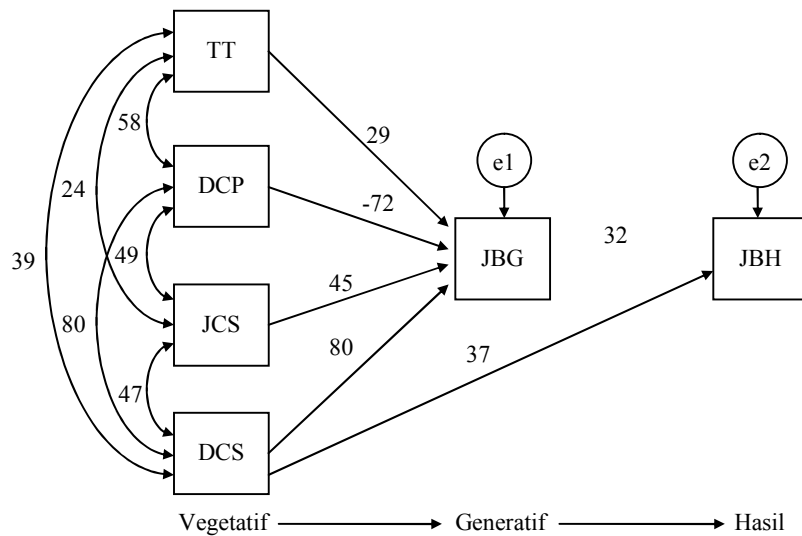 TT
58
29
e1
e2
24
DCP
-72
32
39
49
JBG
JBH
45
80
JCS
80
37
47
DCS
Vegetatif
Generatif
Hasil